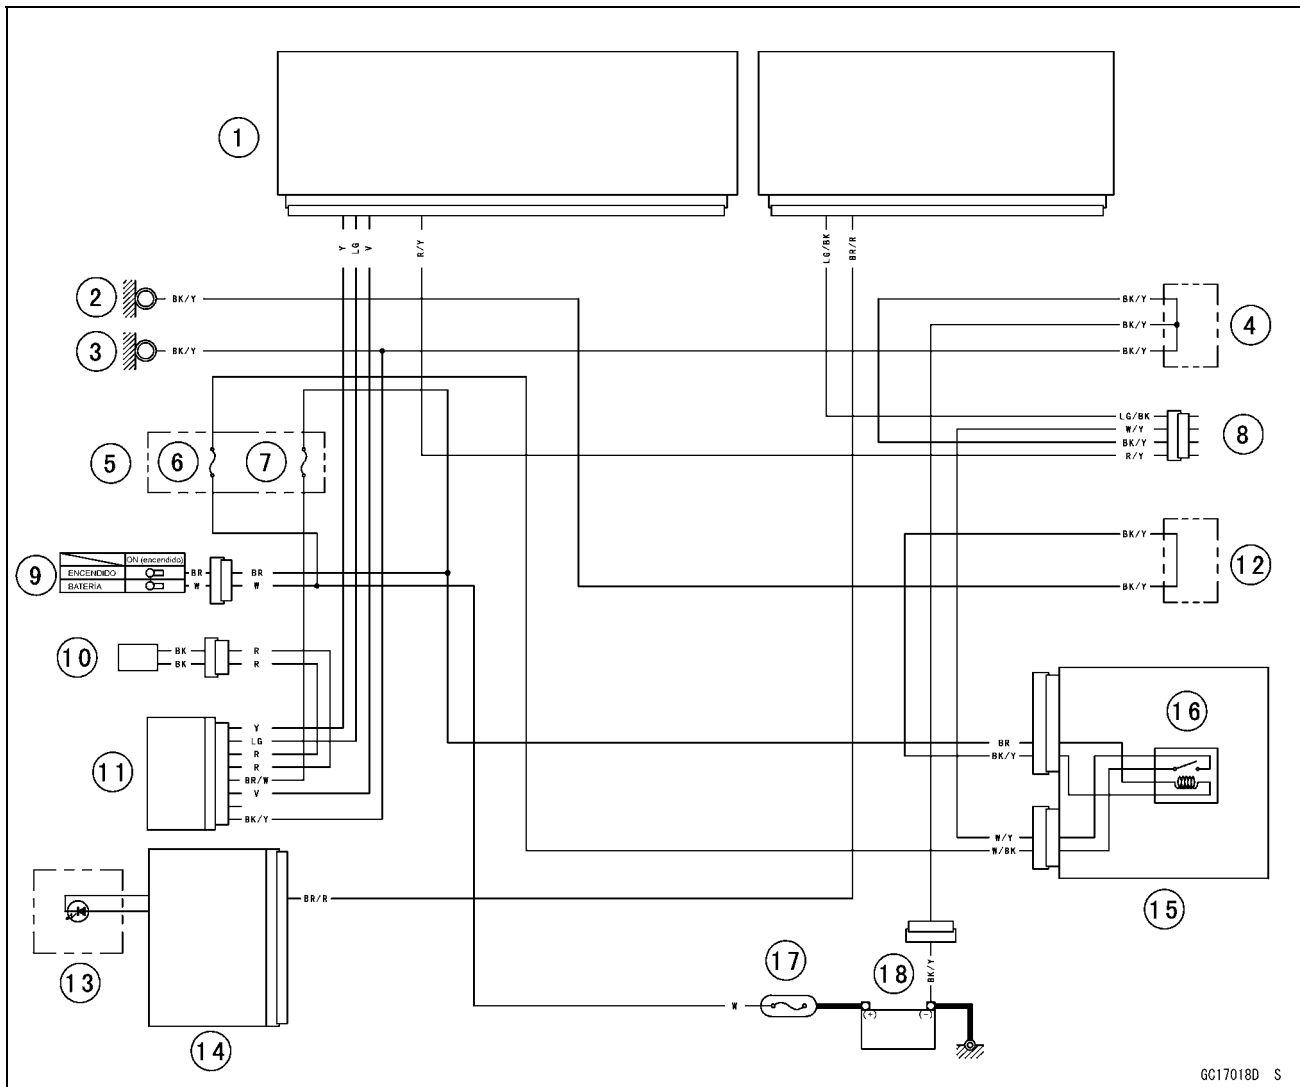 1
Y
LG
V
R/Y
LG/BK
BR/R
2
BK/Y
BK/Y
4
BK/Y
3
BK/Y
BK/Y
LG/BK
W/Y
8
BK/Y
R/Y
5
6
7
BK/Y
12
BK/Y
9
ON (encendido)
ENCENDIDO
BR
BR
BATERÍA
W
W
10
BK
R
BK
R
16
Y
LG
BR
R
BK/Y
11
R
BR/W
V
BK/Y
W/Y
W/BK
BR/R
15
13
17
18
BK/Y
W
(+)
(-)
14
GC17018D S